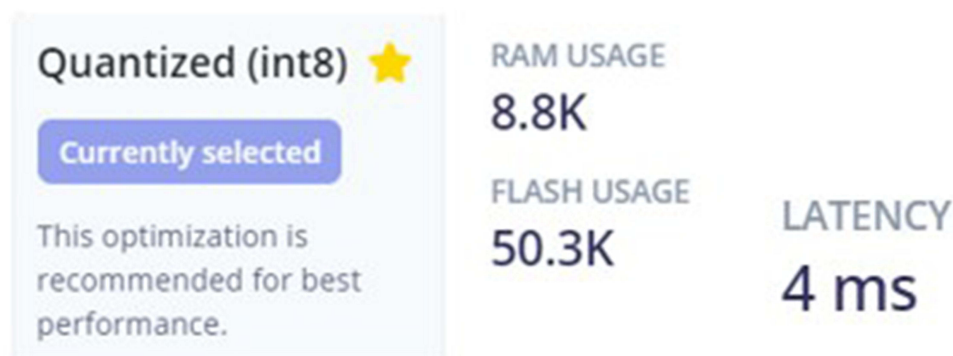 Quantized (int8)
Currently selected
This optimization is
recommended for best
performance.
RAM USAGE
8.8K
FLASH USAGE
50.3K
LATENCY
4 ms